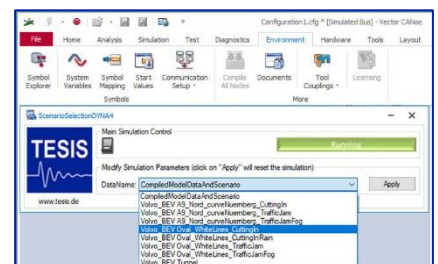 Configuration1.cfg * [Simulated Bus] - Vector CANoe
File Home Analysis Simulation Test Diagnostics Environment Hardware Tools Layout
Symbol Explorer
System Variables
Symbol Mapping
Start Values
Communication Setup
Compile All Nodes
Documents
Tool Couplings
Licensing
Symbols
More
ScenarioSelectionDYNA4
TESIS
www.tesis.de
Main Simulation Control
Running
Modify Simulation Parameters (click on "Apply" will reset the simulation)
DataName: CompiledModelDataAndScenario
Apply
CompiledModelDataAndScenario
Volvo_BEV A9_Nord_curveNuernberg_CuttingIn
Volvo_BEV A9_Nord_curveNuernberg_TrafficJam
Volvo_BEV A9_Nord_curveNuernberg_TrafficJamFog
Volvo_BEV Oval_WhiteLines_CuttingIn
Volvo_BEV Oval_WhiteLines_CuttingInRain
Volvo_BEV Oval_WhiteLines_TrafficJam
Volvo_BEV Oval_WhiteLines_TrafficJamFog
Volvo_BEV Tunnel